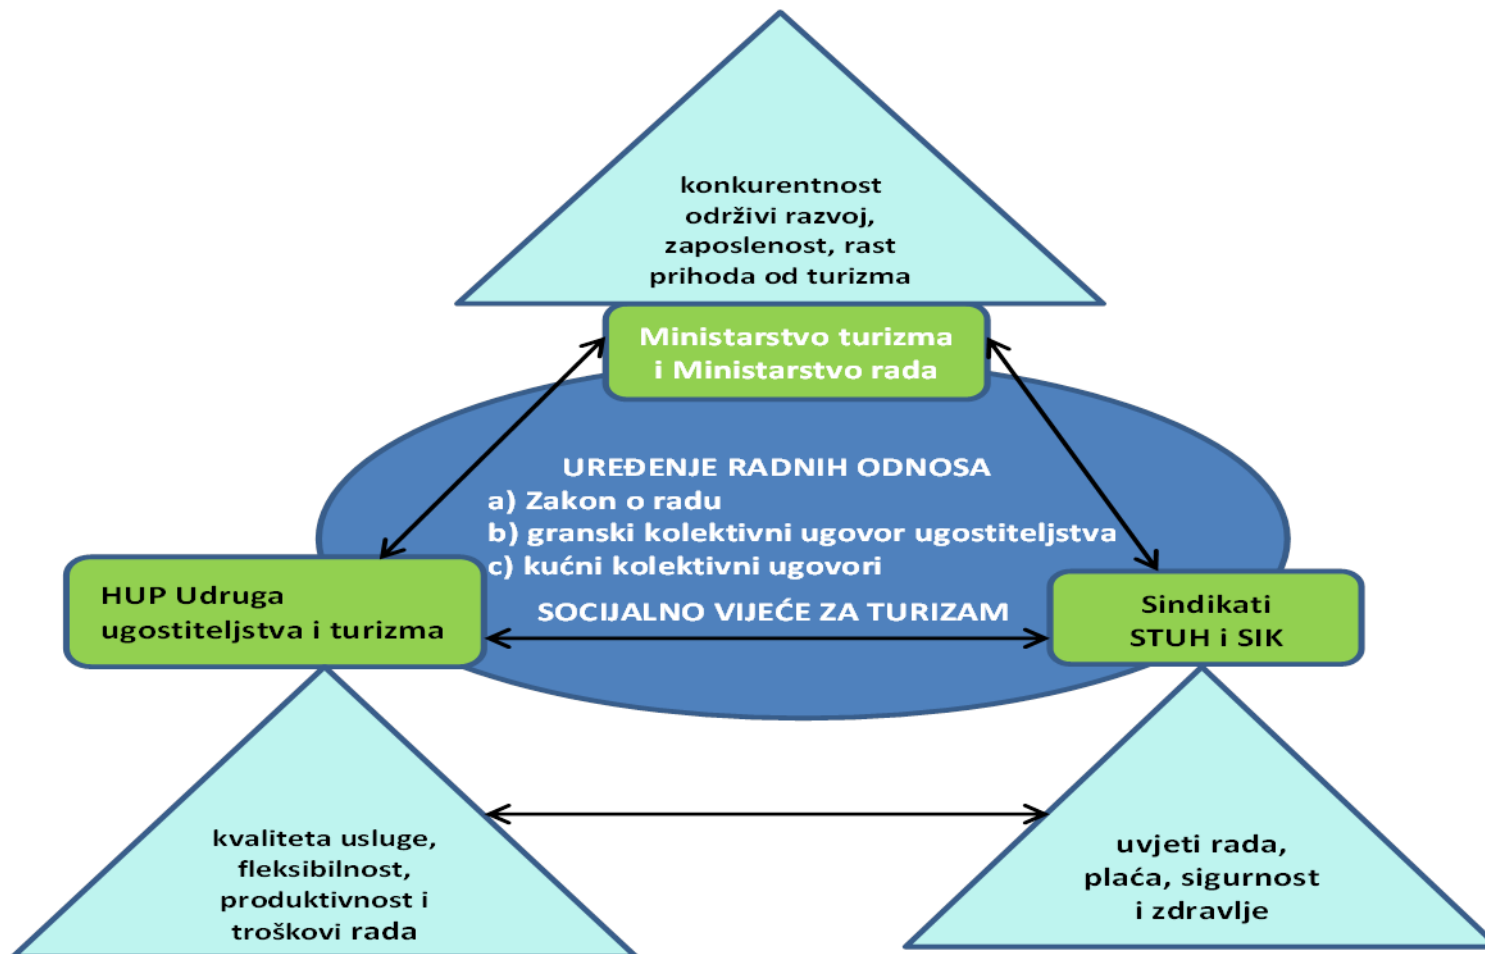 konkurentnost
održivi razvoj,
zaposlenost, rast
prihoda od turizma
Ministarstvo turizma
i Ministarstvo rada
UREĐENJE RADNIH ODNOSA
a) Zakon o radu
b) granski kolektivni ugovor ugostiteljstva
c) kućni kolektivni ugovori
SOCIJALNO VIJEĆE ZA TURIZAM
HUP Udruga
ugostiteljstva i turizma
Sindikati
STUH i SIK
kvaliteta usluge,
fleksibilnost,
produktivnost i
troškovi rada
uvjeti rada,
plaća, sigurnost
i zdravlje